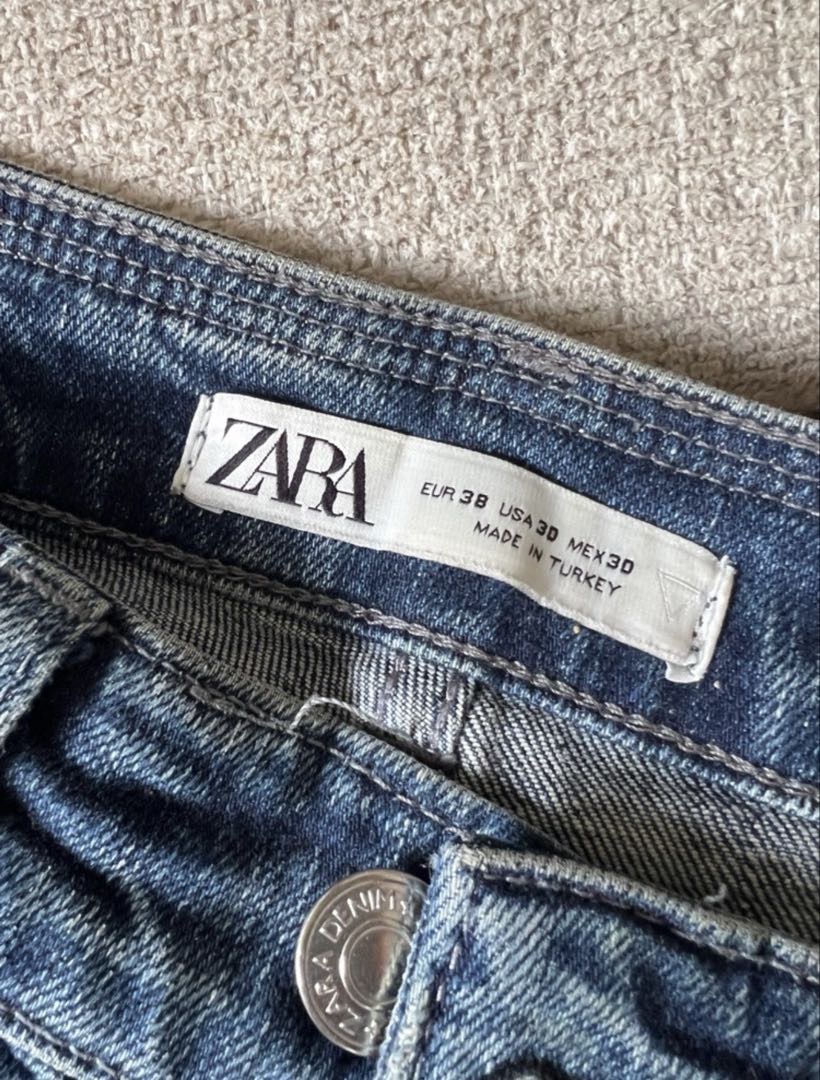 ZARA
EUR 38 USA 30 MEX 30
MADE IN TURKEY
ZARA DENIM